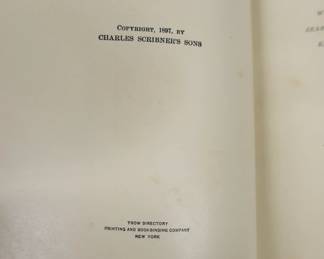 COPYRIGHT, 1897, BY
CHARLES SCRIBNER'S SONS
TROW DIRECTORY
PRINTING AND BOOKBINDING COMPANY
NEW YORK